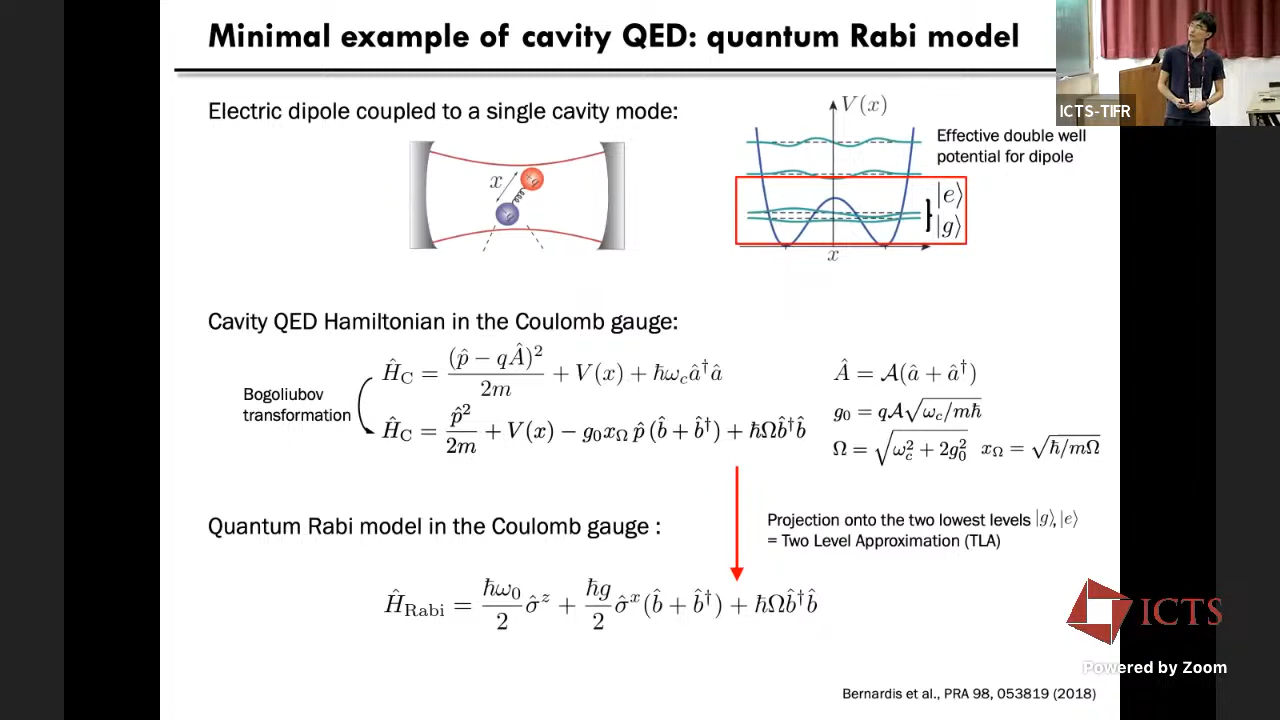 Minimal example of cavity QED: quantum Rabi model
ICTS-TIFR
Electric dipole coupled to a single cavity mode:
x
V(x)
Effective double well
potential for dipole
|e⟩
|g⟩
x
Cavity QED Hamiltonian in the Coulomb gauge:
Ĥ_C = (p̂ − qÂ)² / 2m + V(x) + ħω_c â†â
Â = 𝒜(â + â†)
Bogoliubov
transformation
g₀ = q𝒜√(ω_c/mħ)
Ĥ_C = p̂² / 2m + V(x) − g₀x_Ω p̂ (b̂ + b̂†) + ħΩb̂†b̂
Ω = √(ω_c² + 2g₀²) x_Ω = √(ħ/mΩ)
Quantum Rabi model in the Coulomb gauge :
Projection onto the two lowest levels |g⟩, |e⟩
= Two Level Approximation (TLA)
Ĥ_Rabi = ħω₀/2 σ̂^z + ħg/2 σ̂^x (b̂ + b̂†) + ħΩb̂†b̂
ICTS
Powered by Zoom
Bernardis et al., PRA 98, 053819 (2018)